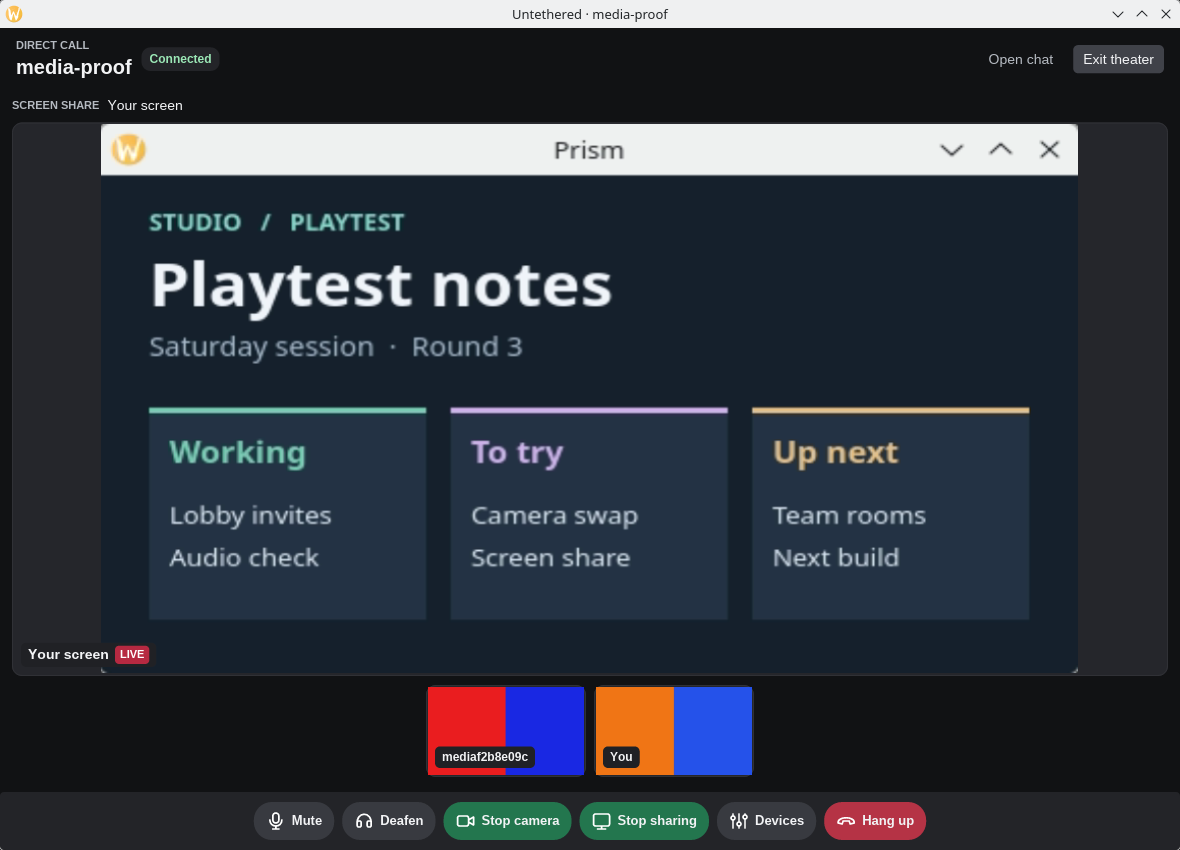 Untethered · media-proof
DIRECT CALL
media-proof
Connected
Open chat
Exit theater
SCREEN SHARE Your screen
W
Prism
STUDIO / PLAYTEST
Playtest notes
Saturday session · Round 3
Working
Lobby invites
Audio check
To try
Camera swap
Screen share
Up next
Team rooms
Next build
Your screen LIVE
mediaf2b8e09c
You
Mute
Deafen
Stop camera
Stop sharing
Devices
Hang up